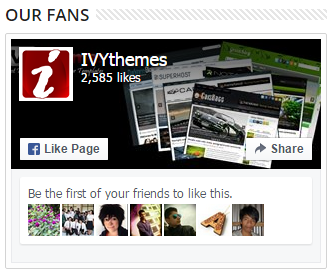 OUR FANS
IVYthemes
2,585 likes
Like Page
Share
Be the first of your friends to like this.